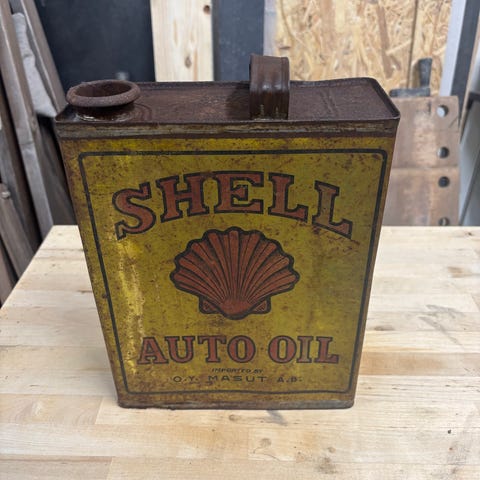 SHELL
AUTO·OIL
IMPORTED BY
O.Y. MASUT A.B.